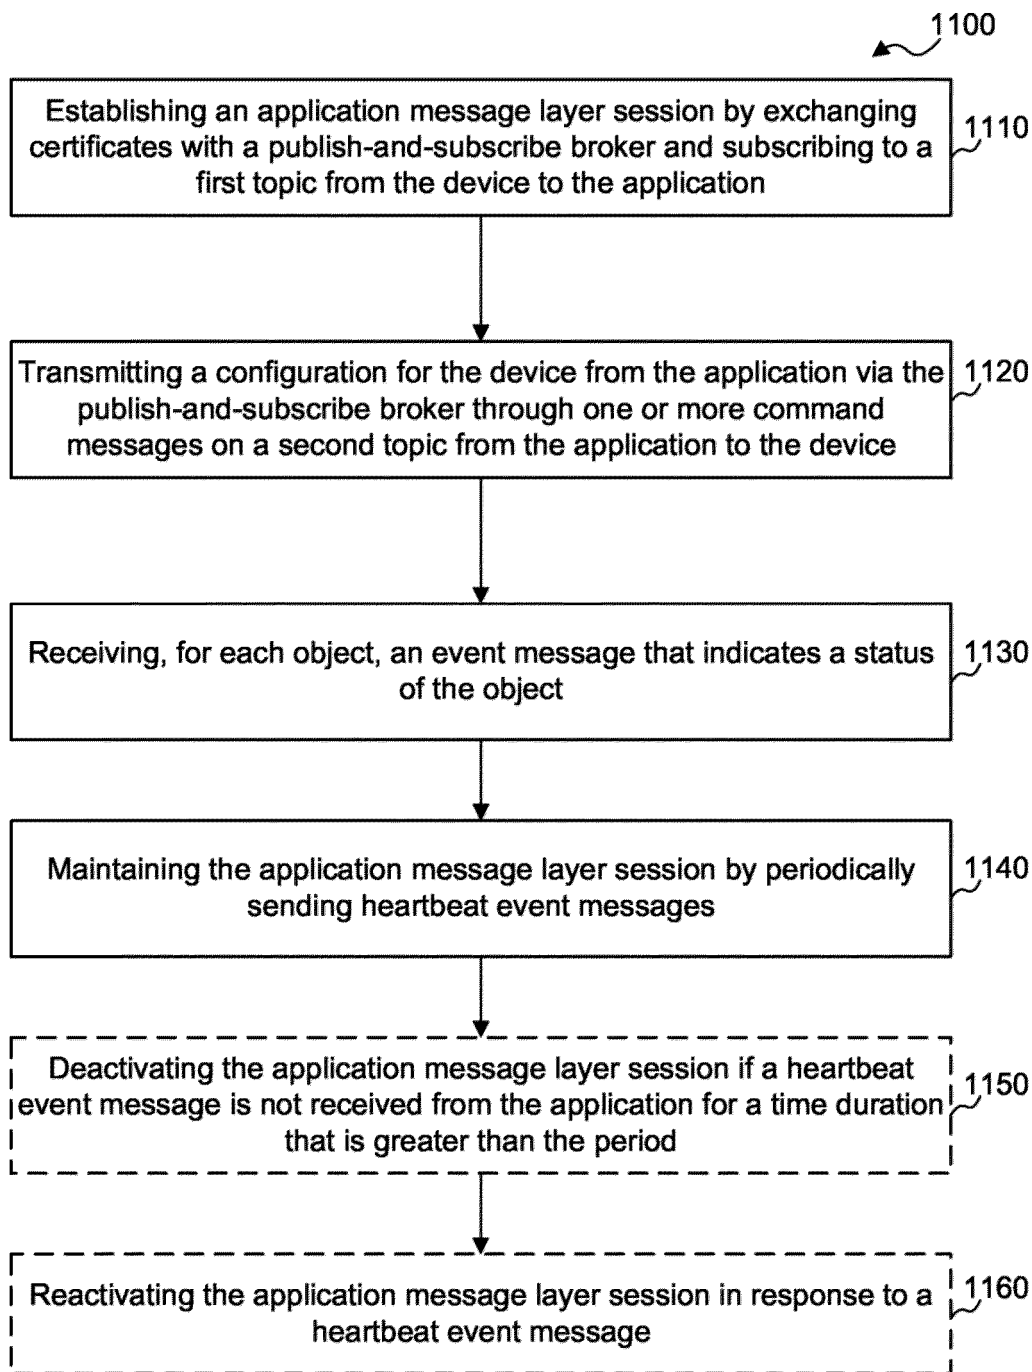 1100
Establishing an application message layer session by exchanging
certificates with a publish-and-subscribe broker and subscribing to a
first topic from the device to the application
1110
Transmitting a configuration for the device from the application via the
publish-and-subscribe broker through one or more command
messages on a second topic from the application to the device
1120
Receiving, for each object, an event message that indicates a status
of the object
1130
Maintaining the application message layer session by periodically
sending heartbeat event messages
1140
Deactivating the application message layer session if a heartbeat
event message is not received from the application for a time duration
that is greater than the period
1150
Reactivating the application message layer session in response to a
heartbeat event message
1160